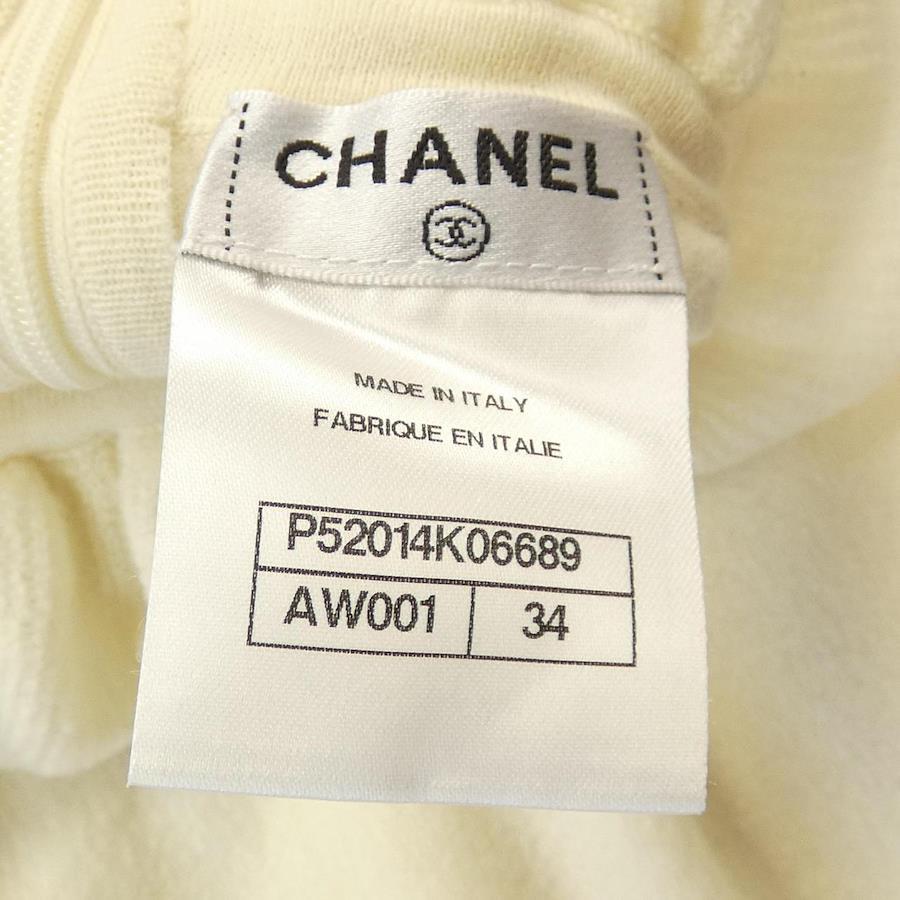 CHANEL
MADE IN ITALY
FABRIQUE EN ITALIE
P52014K06689
AW001 34